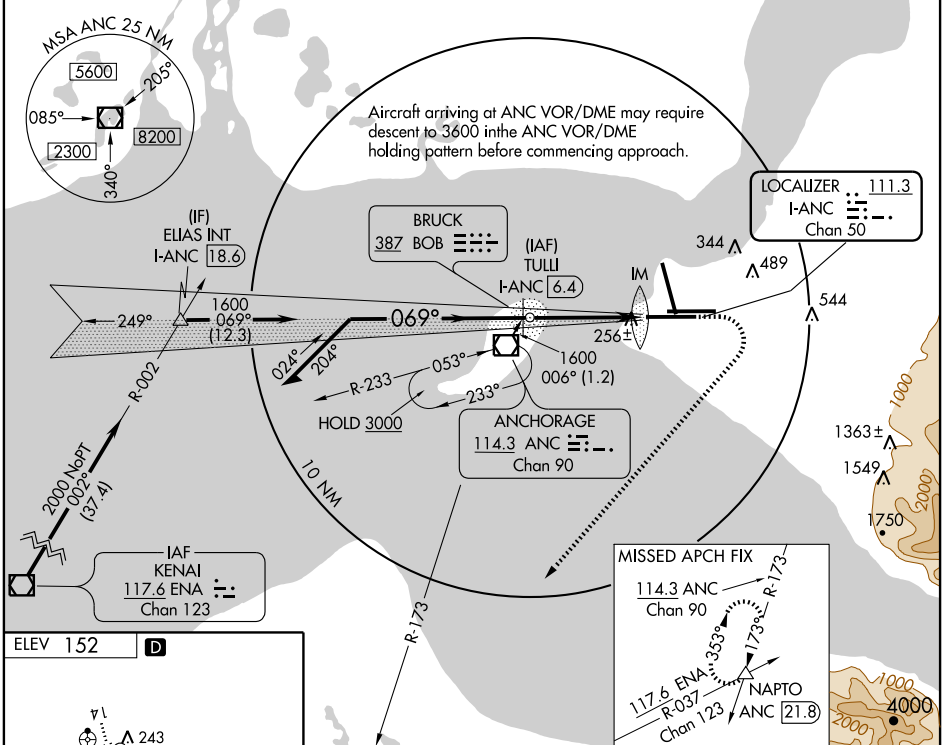 MSA ANC 25 NM
5600
205°
085°
8200
2300
340°
Aircraft arriving at ANC VOR/DME may require
descent to 3600 inthe ANC VOR/DME
holding pattern before commencing approach.
LOCALIZER 111.3
I-ANC
Chan 50
(IF)
ELIAS INT
I-ANC 18.6
BRUCK
387 BOB
(IAF)
TULLI
I-ANC 6.4
344
489
IM
544
249°
1600
069°
(12.3)
069°
256±
024°
204°
1600
006° (1.2)
R-233
053°
233°
HOLD 3000
R-002
ANCHORAGE
114.3 ANC
Chan 90
10 NM
2000 NoPT
002°
(37.4)
1000
1363±
1549
2000
1750
IAF
KENAI
117.6 ENA
Chan 123
R-173
MISSED APCH FIX
114.3 ANC
Chan 90
R-173
353°
173°
117.6 ENA
R-037
Chan 123
NAPTO
ANC 21.8
1000
2000
4000
ELEV 152 D
14
243